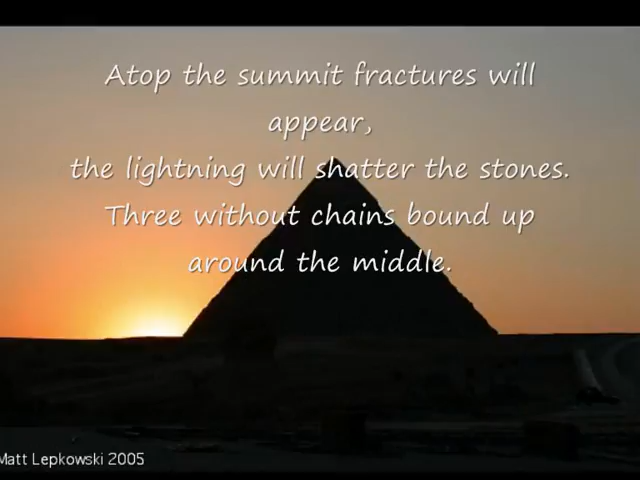 Atop the summit fractures will
appear,
the lightning will shatter the stones.
Three without chains bound up
around the middle.
Matt Lepkowski 2005